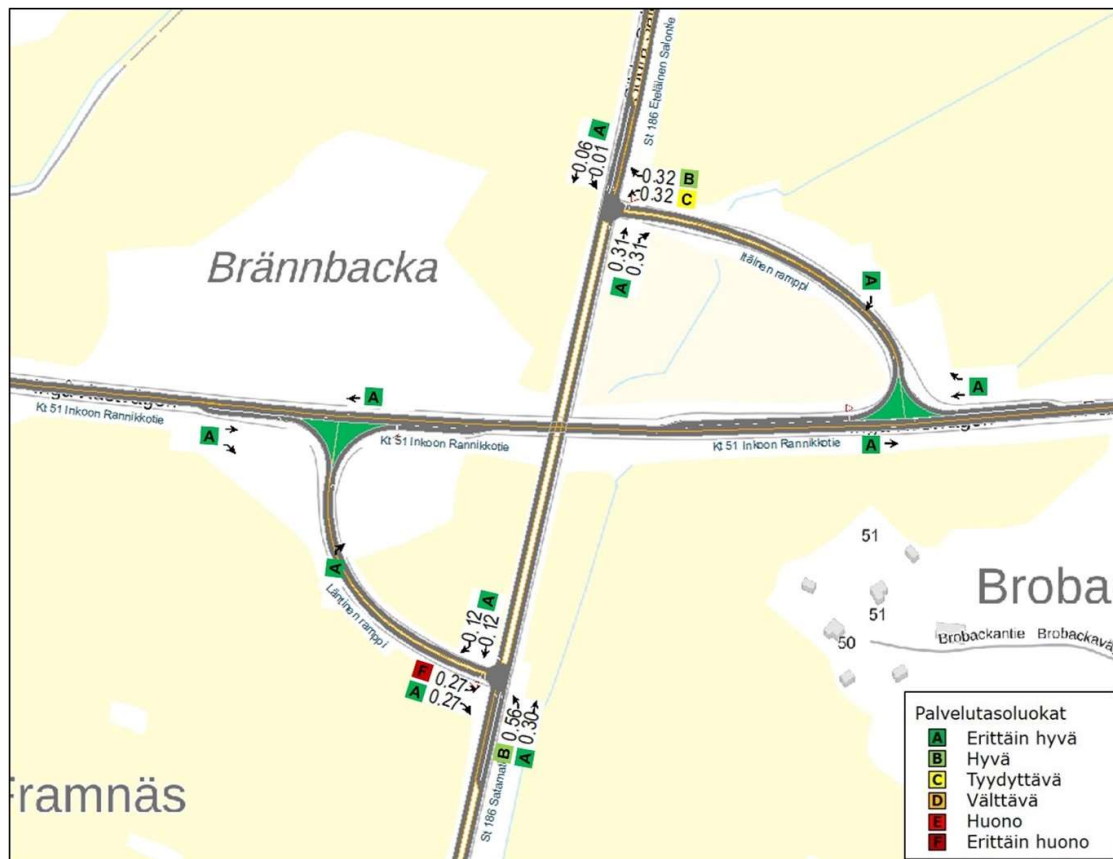 St 186 Eteläinen Salontie
A
0.06
0.01
0.32 B
0.32 C
0.31
0.31
A
Itäinen ramppi
Brännbacka
A
A
A
Kt 51 Inkoon Rannikkotie
A
Kt 51 Inkoon Rannikkotie
Kt 51 Inkoon Rannikkotie
A
A
Läntinen ramppi
A
0.12
0.12
F 0.27
A 0.27
B 0.56
A 0.30
St 186
51
51
50
Broba
Brobackantie
Palvelutasoluokat
A Erittäin hyvä
B Hyvä
C Tyydyttävä
D Välttävä
E Huono
F Erittäin huono